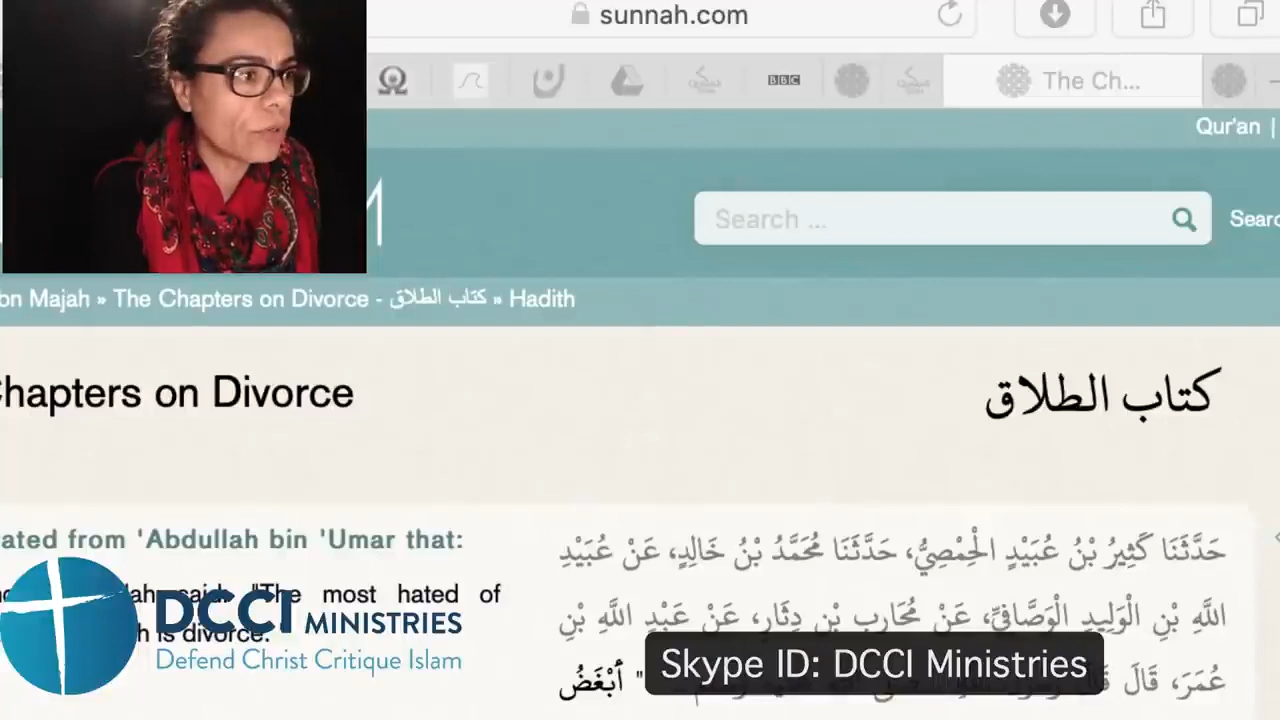 sunnah.com
BBC
The Ch...
Qur'an |
Search ...
bn Majah » The Chapters on Divorce - كتاب الطلاق » Hadith
Chapters on Divorce
كتاب الطلاق
ated from 'Abdullah bin 'Umar that:
said: "The most hated of
h is divorce."
حَدَّثَنَا كَثِيرُ بْنُ عُبَيْدٍ الْحِمْصِيُّ، حَدَّثَنَا مُحَمَّدُ بْنُ خَالِدٍ، عَنْ عُبَيْدِ
اللَّهِ بْنِ الْوَلِيدِ الْوَصَّافِيِّ، عَنْ مُحَارِبِ بْنِ دِثَارٍ، عَنْ عَبْدِ اللَّهِ بْنِ
عُمَرَ، قَالَ " أَبْغَضُ
DCCI MINISTRIES
Defend Christ Critique Islam
Skype ID: DCCI Ministries